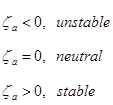 ζₐ < 0, unstable
ζₐ = 0, neutral
ζₐ > 0, stable